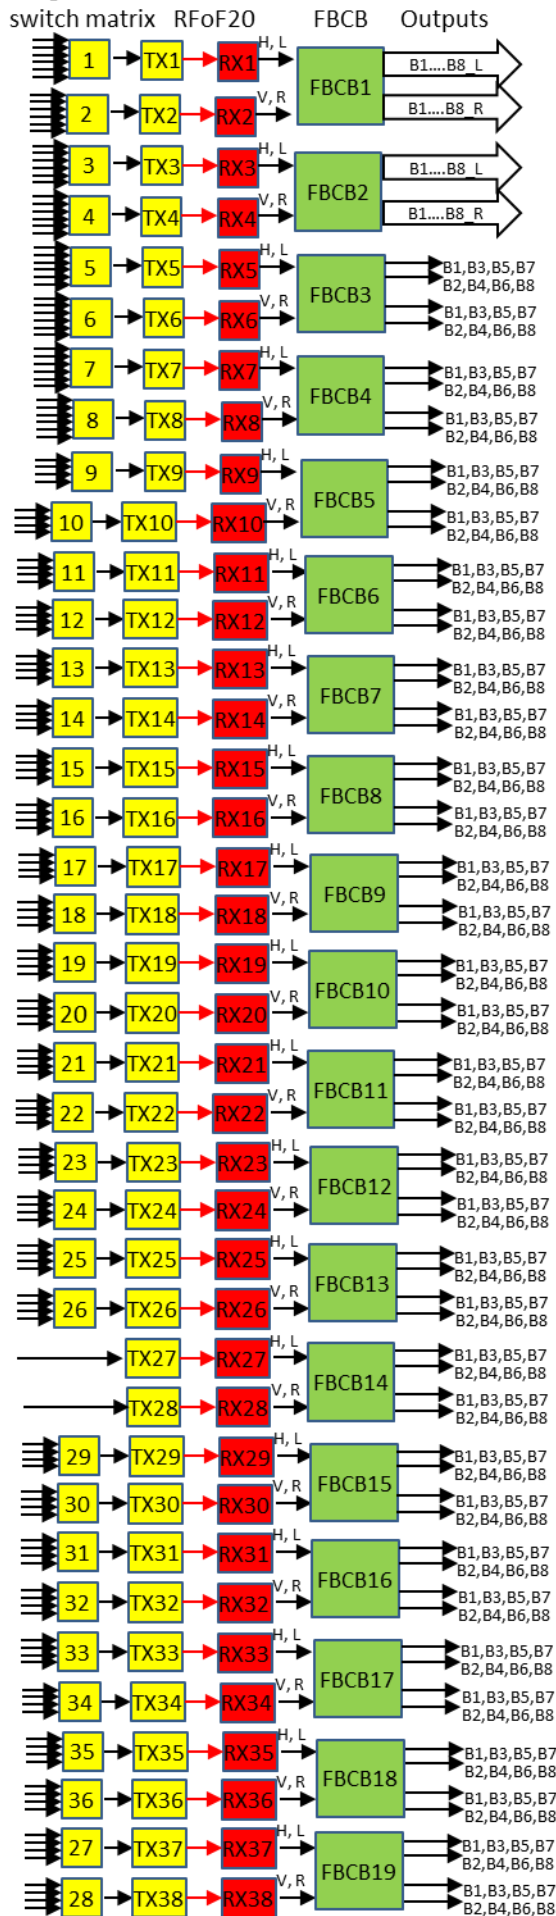 switch matrix RFoF20 FBCB Outputs
1 TX1 RX1 H, L FBCB1 B1....B8_L
2 TX2 RX2 V, R B1....B8_R
3 TX3 RX3 H, L FBCB2 B1....B8_L
4 TX4 RX4 V, R B1....B8_R
5 TX5 RX5 H, L FBCB3 B1,B3,B5,B7
B2,B4,B6,B8
6 TX6 RX6 V, R B1,B3,B5,B7
B2,B4,B6,B8
7 TX7 RX7 H, L FBCB4 B1,B3,B5,B7
B2,B4,B6,B8
8 TX8 RX8 V, R B1,B3,B5,B7
B2,B4,B6,B8
9 TX9 RX9 H, L FBCB5 B1,B3,B5,B7
B2,B4,B6,B8
10 TX10 RX10 V, R B1,B3,B5,B7
B2,B4,B6,B8
11 TX11 RX11 H, L FBCB6 B1,B3,B5,B7
B2,B4,B6,B8
12 TX12 RX12 V, R B1,B3,B5,B7
B2,B4,B6,B8
13 TX13 RX13 H, L FBCB7 B1,B3,B5,B7
B2,B4,B6,B8
14 TX14 RX14 V, R B1,B3,B5,B7
B2,B4,B6,B8
15 TX15 RX15 H, L FBCB8 B1,B3,B5,B7
B2,B4,B6,B8
16 TX16 RX16 V, R B1,B3,B5,B7
B2,B4,B6,B8
17 TX17 RX17 H, L FBCB9 B1,B3,B5,B7
B2,B4,B6,B8
18 TX18 RX18 V, R B1,B3,B5,B7
B2,B4,B6,B8
19 TX19 RX19 H, L FBCB10 B1,B3,B5,B7
B2,B4,B6,B8
20 TX20 RX20 V, R B1,B3,B5,B7
B2,B4,B6,B8
21 TX21 RX21 H, L FBCB11 B1,B3,B5,B7
B2,B4,B6,B8
22 TX22 RX22 V, R B1,B3,B5,B7
B2,B4,B6,B8
23 TX23 RX23 H, L FBCB12 B1,B3,B5,B7
B2,B4,B6,B8
24 TX24 RX24 V, R B1,B3,B5,B7
B2,B4,B6,B8
25 TX25 RX25 H, L FBCB13 B1,B3,B5,B7
B2,B4,B6,B8
26 TX26 RX26 V, R B1,B3,B5,B7
B2,B4,B6,B8
TX27 RX27 H, L FBCB14 B1,B3,B5,B7
B2,B4,B6,B8
TX28 RX28 V, R B1,B3,B5,B7
B2,B4,B6,B8
29 TX29 RX29 H, L FBCB15 B1,B3,B5,B7
B2,B4,B6,B8
30 TX30 RX30 V, R B1,B3,B5,B7
B2,B4,B6,B8
31 TX31 RX31 H, L FBCB16 B1,B3,B5,B7
B2,B4,B6,B8
32 TX32 RX32 V, R B1,B3,B5,B7
B2,B4,B6,B8
33 TX33 RX33 H, L FBCB17 B1,B3,B5,B7
B2,B4,B6,B8
34 TX34 RX34 V, R B1,B3,B5,B7
B2,B4,B6,B8
35 TX35 RX35 H, L FBCB18 B1,B3,B5,B7
B2,B4,B6,B8
36 TX36 RX36 V, R B1,B3,B5,B7
B2,B4,B6,B8
27 TX37 RX37 H, L FBCB19 B1,B3,B5,B7
B2,B4,B6,B8
28 TX38 RX38 V, R B1,B3,B5,B7
B2,B4,B6,B8